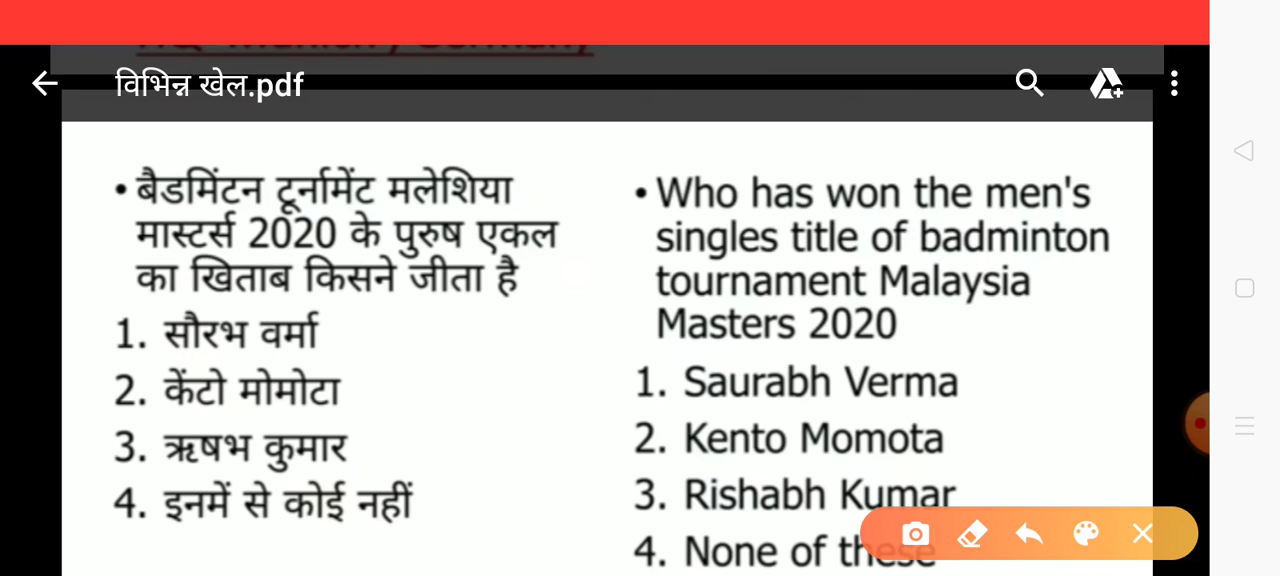 विभिन्न खेल.pdf
• बैडमिंटन टूर्नामेंट मलेशिया
मास्टर्स 2020 के पुरुष एकल
का खिताब किसने जीता है
1. सौरभ वर्मा
2. केंटो मोमोटा
3. ऋषभ कुमार
4. इनमें से कोई नहीं
• Who has won the men's
singles title of badminton
tournament Malaysia
Masters 2020
1. Saurabh Verma
2. Kento Momota
3. Rishabh Kumar
4. None of these